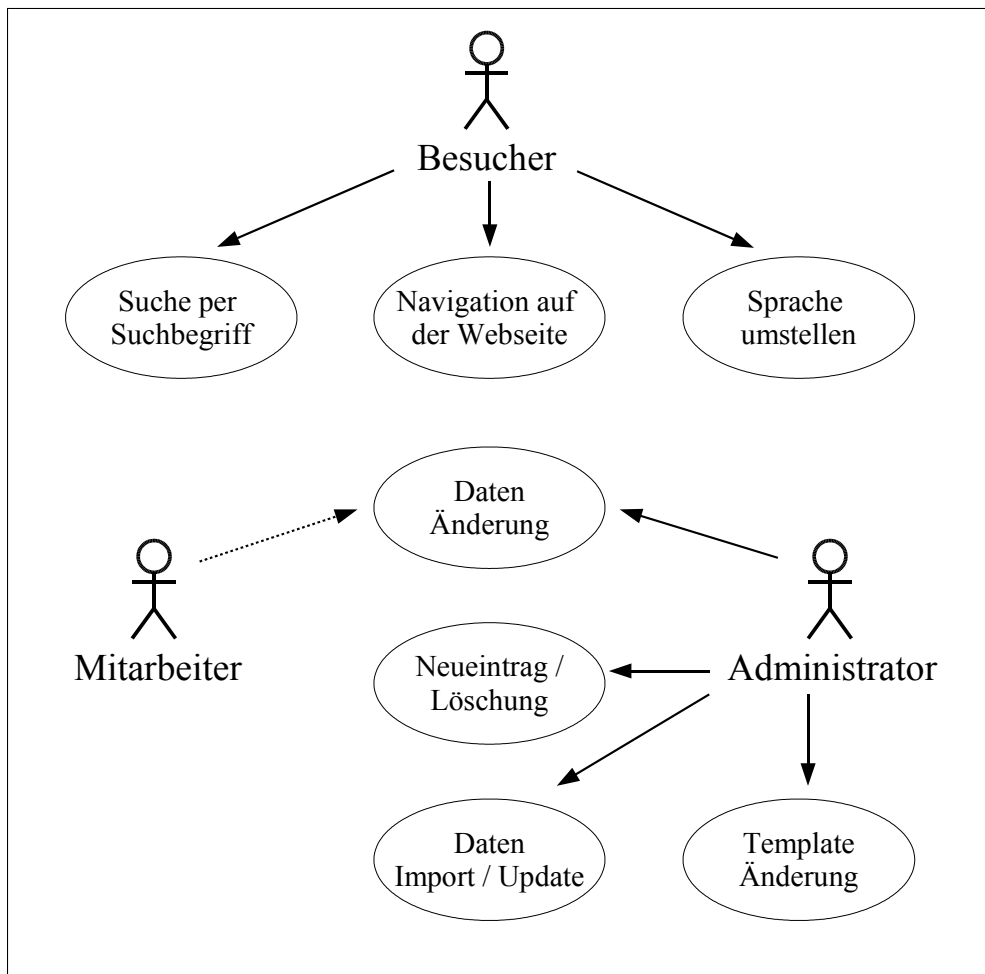 Besucher
Suche per
Suchbegriff
Navigation auf
der Webseite
Sprache
umstellen
Daten
Änderung
Mitarbeiter
Neueintrag /
Löschung
Administrator
Daten
Import / Update
Template
Änderung